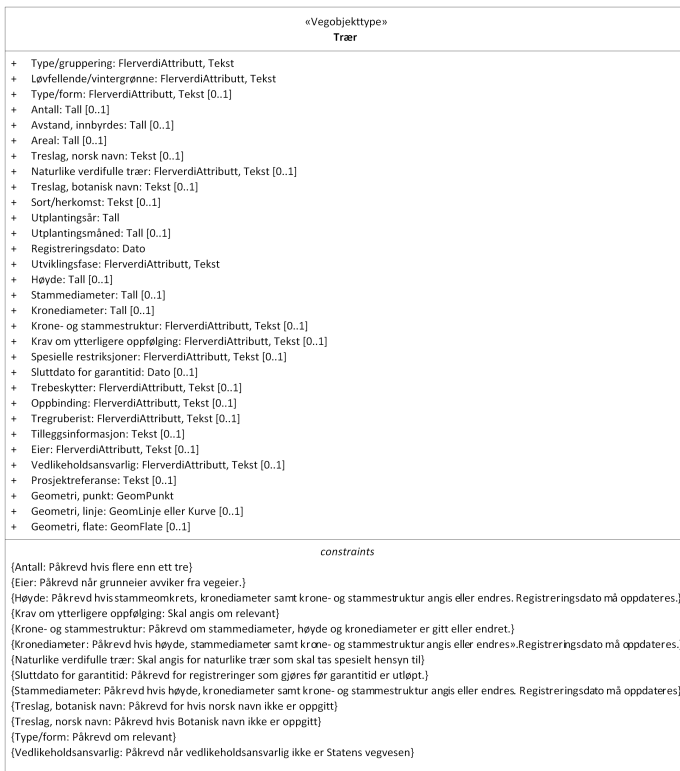 «Vegobjekttype»
Trær
+ Type/gruppering: FlerverdiAttributt, Tekst
+ Løvfellende/vintergrønne: FlerverdiAttributt, Tekst
+ Type/form: FlerverdiAttributt, Tekst [0..1]
+ Antall: Tall [0..1]
+ Avstand, innbyrdes: Tall [0..1]
+ Areal: Tall [0..1]
+ Treslag, norsk navn: Tekst [0..1]
+ Naturlike verdifulle trær: FlerverdiAttributt, Tekst [0..1]
+ Treslag, botanisk navn: Tekst [0..1]
+ Sort/herkomst: Tekst [0..1]
+ Utplantingsår: Tall
+ Utplantingsmåned: Tall [0..1]
+ Registreringsdato: Dato
+ Utviklingsfase: FlerverdiAttributt, Tekst
+ Høyde: Tall [0..1]
+ Stammediameter: Tall [0..1]
+ Kronediameter: Tall [0..1]
+ Krone- og stammestruktur: FlerverdiAttributt, Tekst [0..1]
+ Krav om ytterligere oppfølging: FlerverdiAttributt, Tekst [0..1]
+ Spesielle restriksjoner: FlerverdiAttributt, Tekst [0..1]
+ Sluttdato for garantitid: Dato [0..1]
+ Trebeskytter: FlerverdiAttributt, Tekst [0..1]
+ Oppbinding: FlerverdiAttributt, Tekst [0..1]
+ Tregruberist: FlerverdiAttributt, Tekst [0..1]
+ Tilleggsinformasjon: Tekst [0..1]
+ Eier: FlerverdiAttributt, Tekst [0..1]
+ Vedlikeholdsansvarlig: FlerverdiAttributt, Tekst [0..1]
+ Prosjektreferanse: Tekst [0..1]
+ Geometri, punkt: GeomPunkt
+ Geometri, linje: GeomLinje eller Kurve [0..1]
+ Geometri, flate: GeomFlate [0..1]
constraints
{Antall: Påkrevd hvis flere enn ett tre}
{Eier: Påkrevd når grunneier avviker fra vegeier.}
{Høyde: Påkrevd hvis stammeomkrets, kronediameter samt krone- og stammestruktur angis eller endres. Registreringsdato må oppdateres.}
{Krav om ytterligere oppfølging: Skal angis om relevant}
{Krone- og stammestruktur: Påkrevd om stammediameter, høyde og kronediameter er gitt eller endret.}
{Kronediameter: Påkrevd hvis høyde, stammediameter samt krone- og stammestruktur angis eller endres».Registreringsdato må oppdateres.}
{Naturlike verdifulle trær: Skal angis for naturlike trær som skal tas spesielt hensyn til}
{Sluttdato for garantitid: Påkrevd for registreringer som gjøres før garantitid er utløpt.}
{Stammediameter: Påkrevd hvis høyde, kronediameter samt krone- og stammestruktur angis eller endres. Registreringsdato må oppdateres}
{Treslag, botanisk navn: Påkrevd for hvis norsk navn ikke er oppgitt}
{Treslag, norsk navn: Påkrevd hvis Botanisk navn ikke er oppgitt}
{Type/form: Påkrevd om relevant}
{Vedlikeholdsansvarlig: Påkrevd når vedlikeholdsansvarlig ikke er Statens vegvesen}